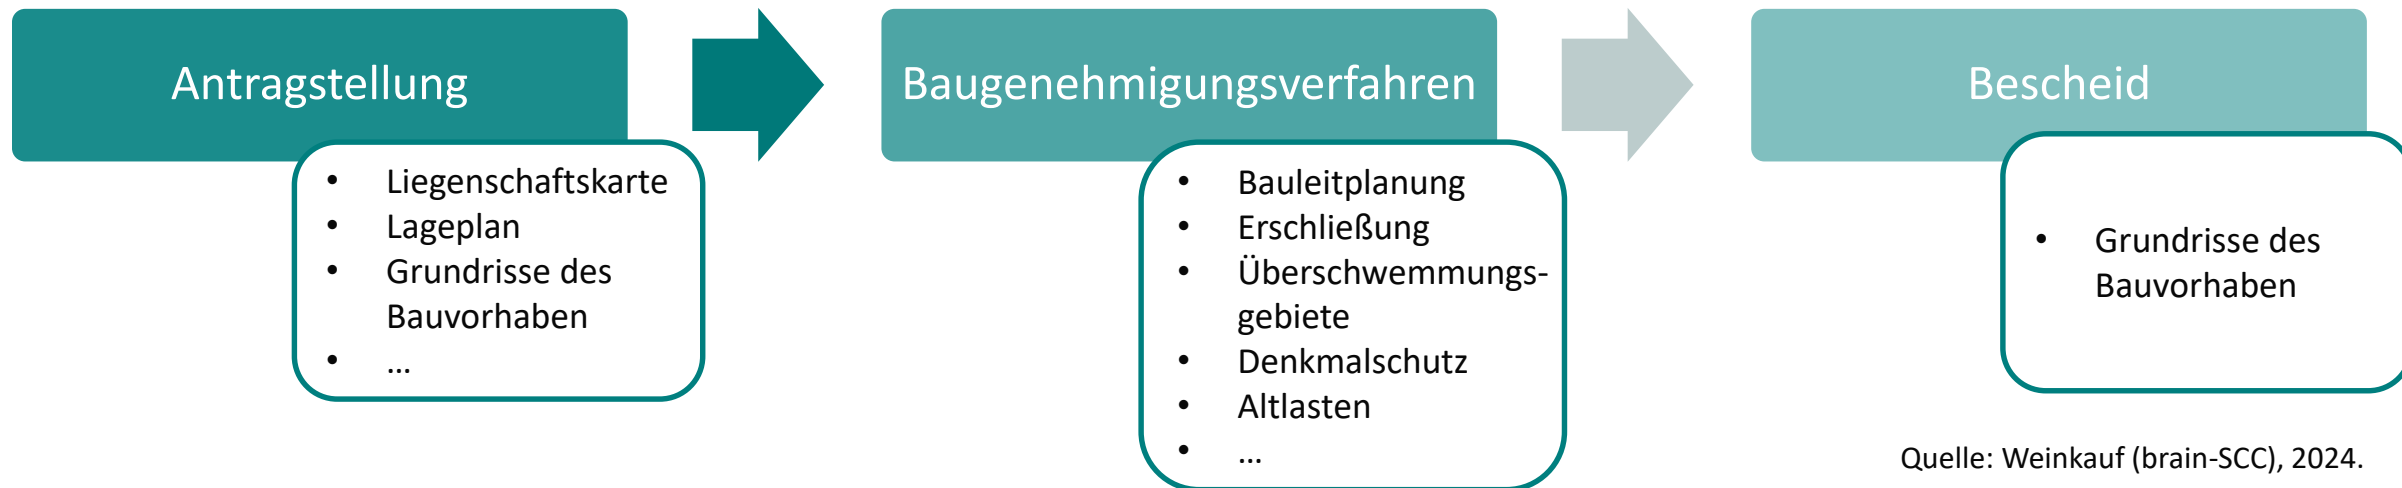 Antragstellung
• Liegenschaftskarte
• Lageplan
• Grundrisse des
Bauvorhaben
• ...
Baugenehmigungsverfahren
• Bauleitplanung
• Erschließung
• Überschwemmungs-
gebiete
• Denkmalschutz
• Altlasten
• ...
Bescheid
• Grundrisse des
Bauvorhaben
Quelle: Weinkauf (brain-SCC), 2024.